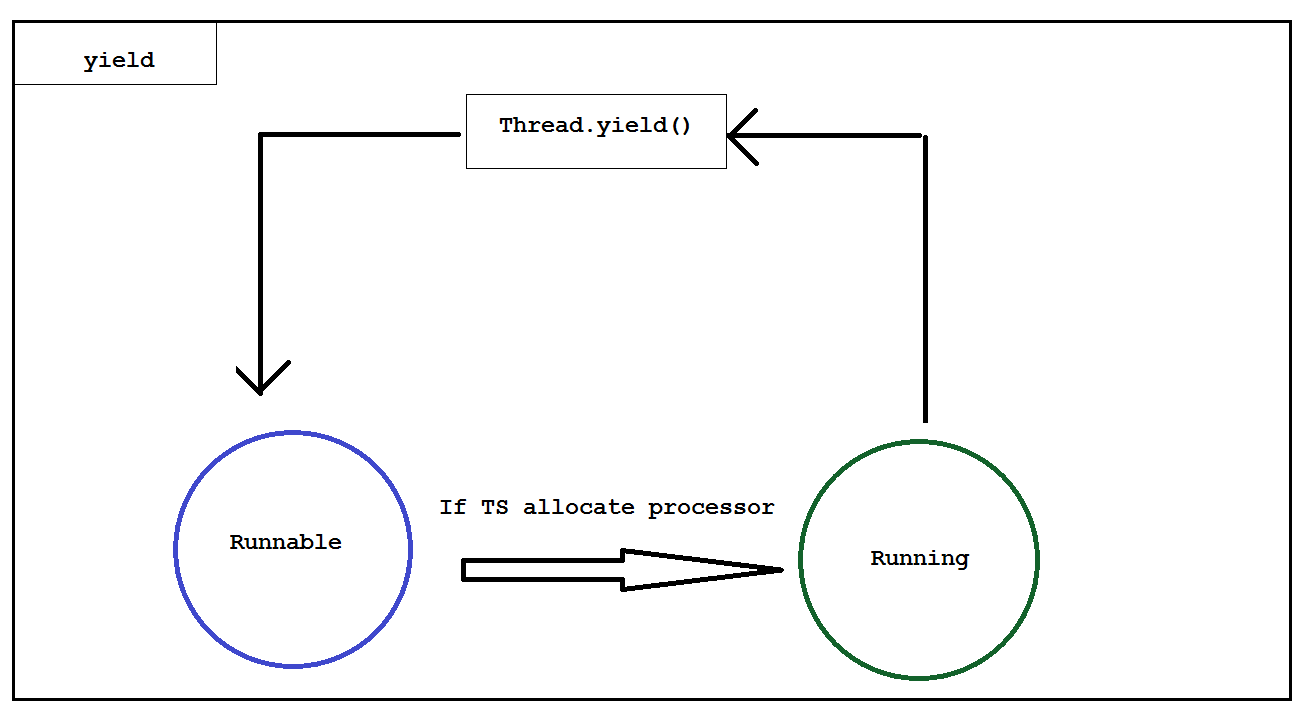 yield
Thread.yield()
If TS allocate processor
Runnable
Running